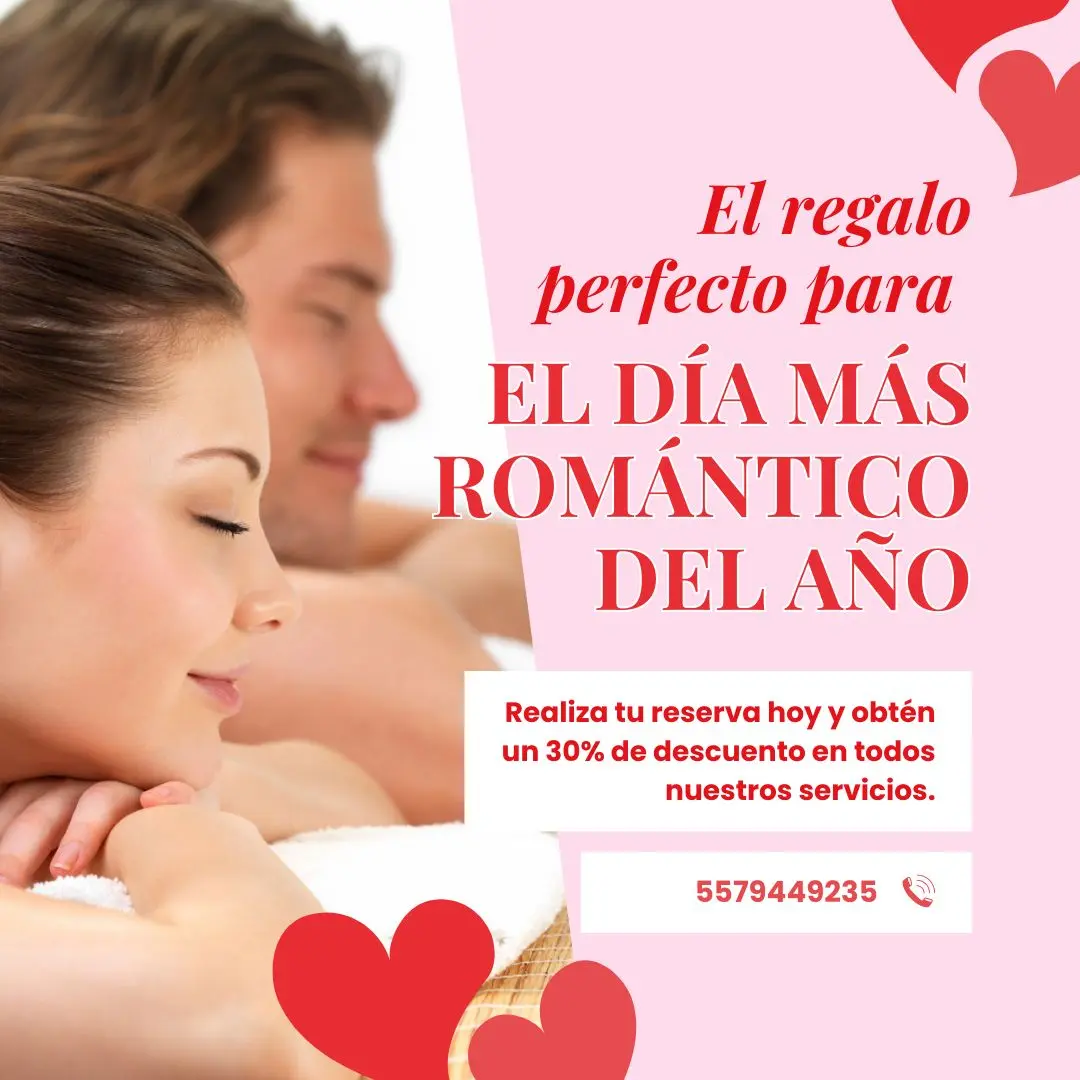 El regalo
perfecto para
EL DÍA MÁS
ROMÁNTICO
DEL AÑO
Realiza tu reserva hoy y obtén
un 30% de descuento en todos
nuestros servicios.
5579449235